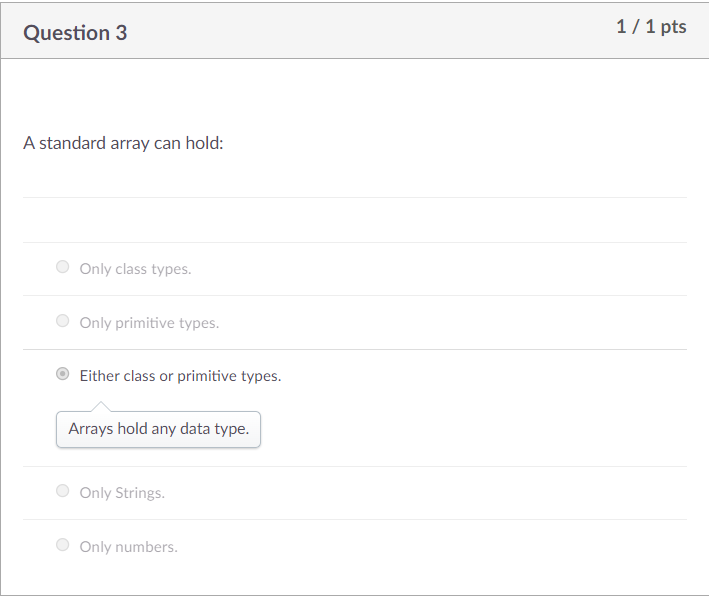 Question 3
1 / 1 pts
A standard array can hold:
Only class types.
Only primitive types.
Either class or primitive types.
Arrays hold any data type.
Only Strings.
Only numbers.